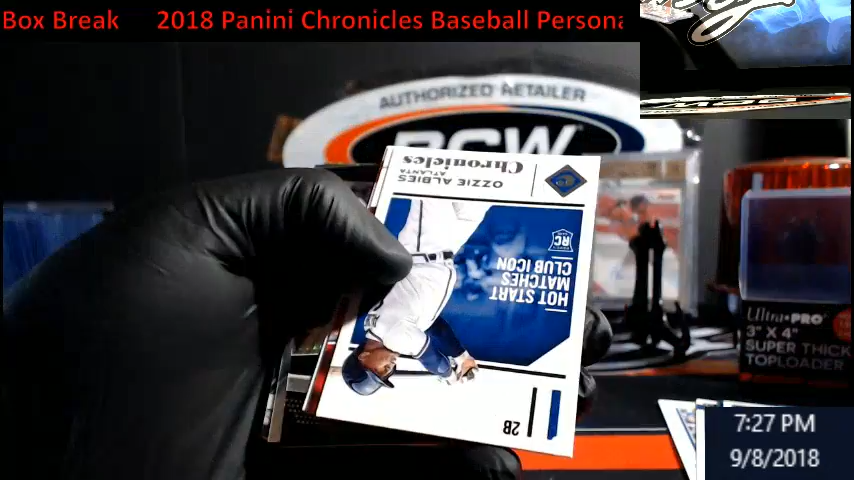 Box Break 2018 Panini Chronicles Baseball Persona
AUTHORIZED RETAILER
BCW
Chronicles
OZZIE ALBIES
ATLANTA
RC
HOT START
MATCHES
CLUB ICON
2B
Ultra•PRO
3" X 4"
SUPER THICK
TOPLOADER
7:27 PM
9/8/2018